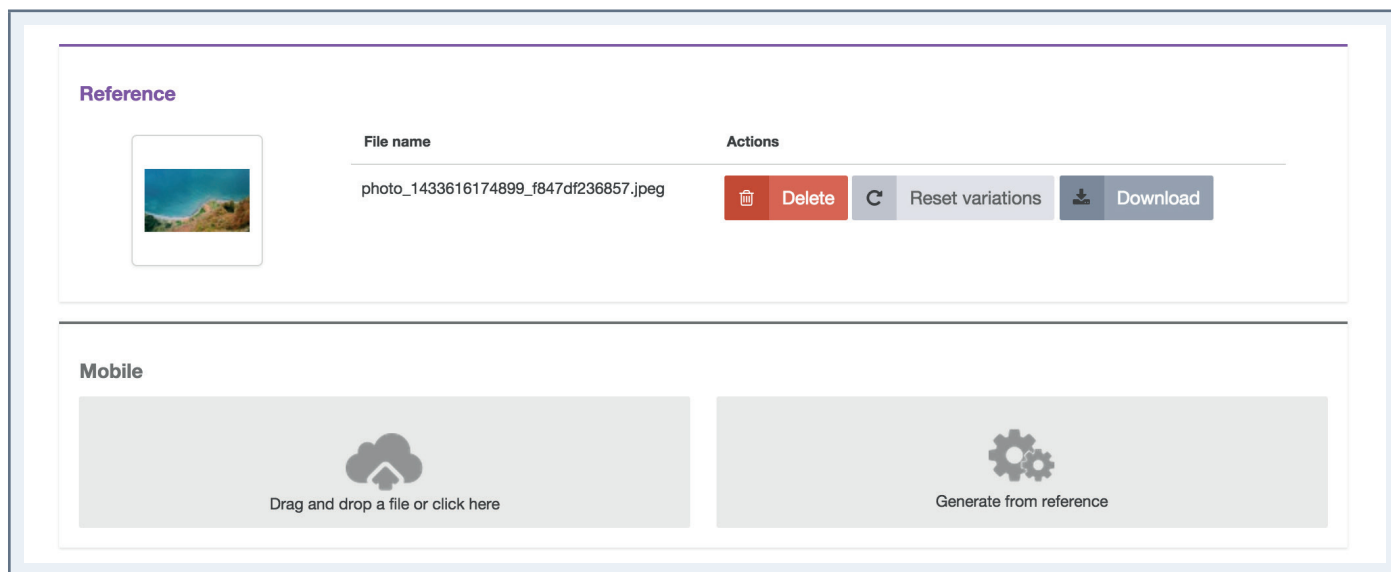 Reference
File name
Actions
photo_1433616174899_f847df236857.jpeg
Delete
Reset variations
Download
Mobile
Drag and drop a file or click here
Generate from reference